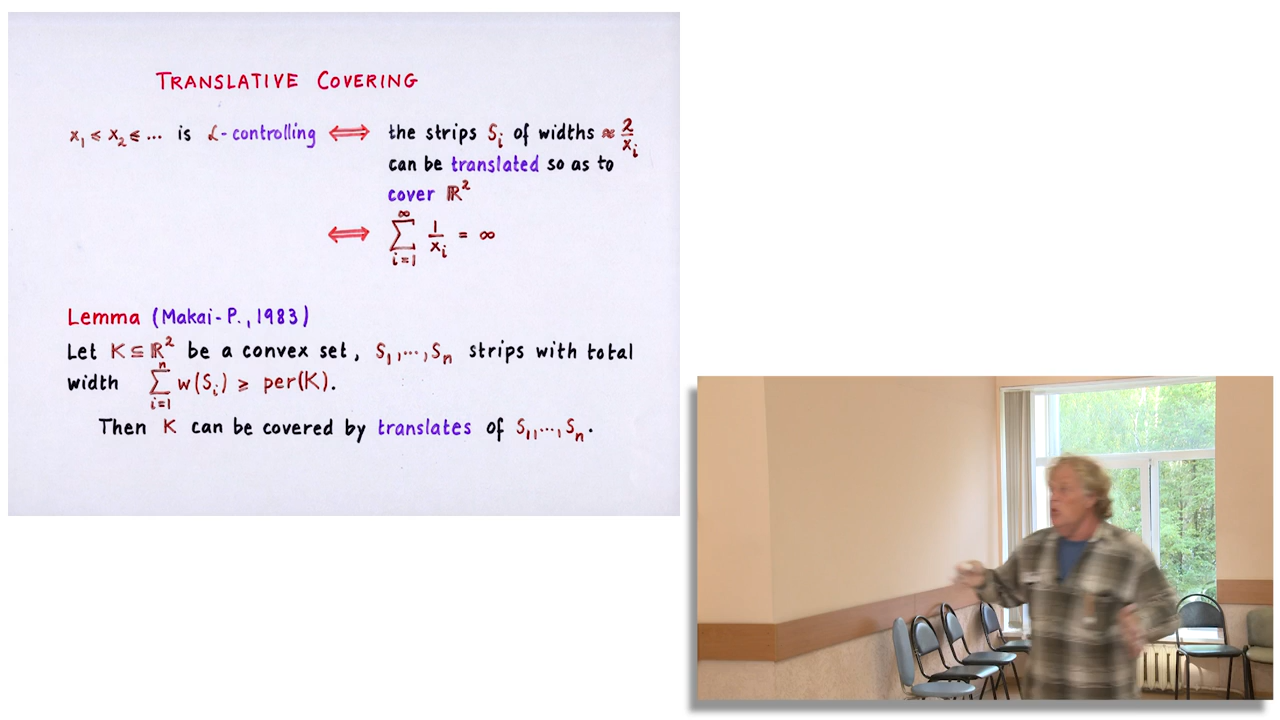 TRANSLATIVE COVERING
x₁ ≤ x₂ ≤ ... is ℒ-controlling ⟺ the strips Sᵢ of widths ≈ 2/xᵢ
can be translated so as to
cover ℝ²
⟺ ∑_{i=1}^{∞} 1/xᵢ = ∞
Lemma (Makai-P., 1983)
Let K ⊆ ℝ² be a convex set, S₁,...,Sₙ strips with total
width ∑_{i=1}^{n} w(Sᵢ) ≥ per(K).
Then K can be covered by translates of S₁,...,Sₙ.